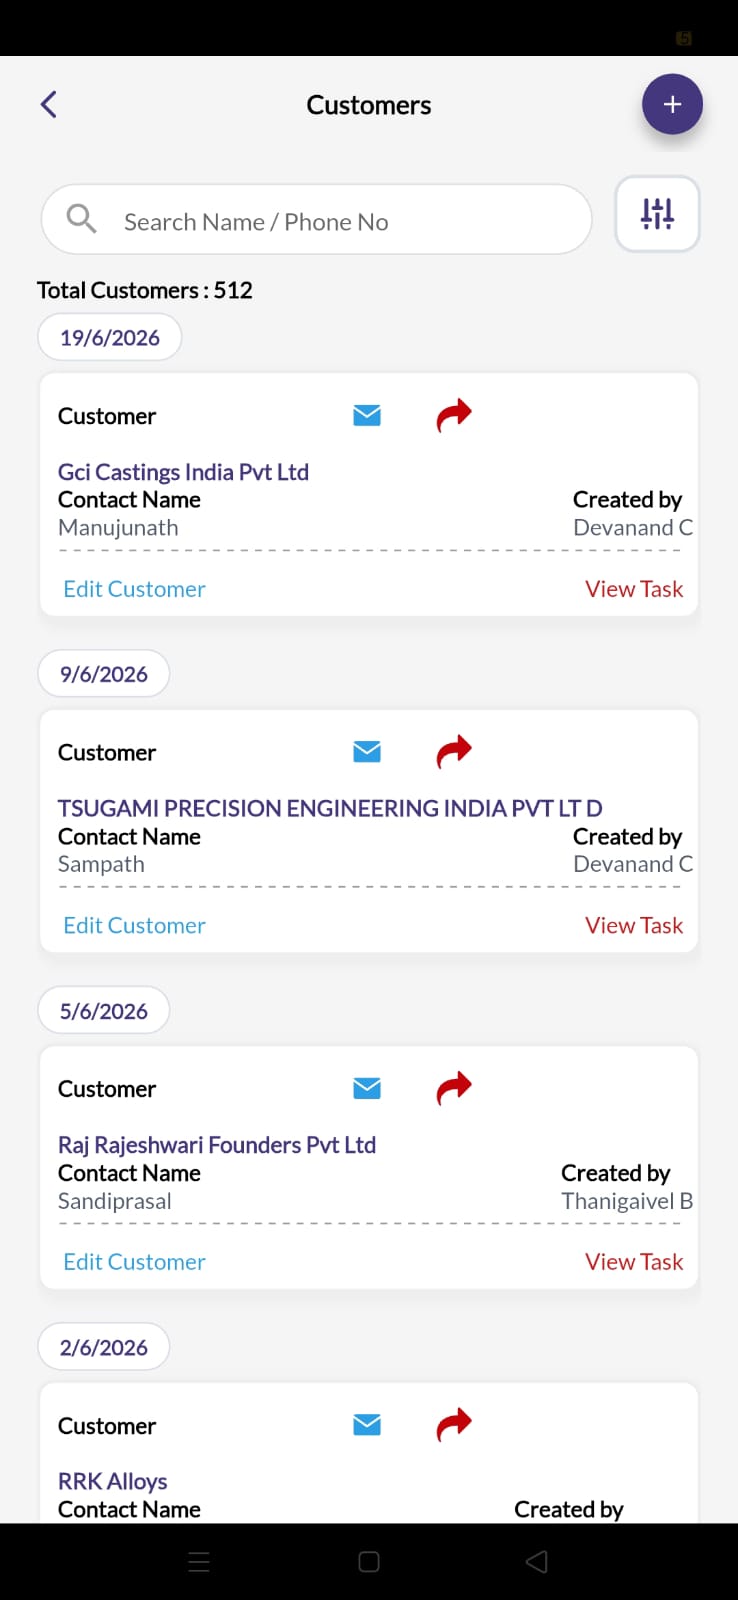 Customers
Search Name / Phone No
Total Customers : 512
19/6/2026
Customer
Gci Castings India Pvt Ltd
Contact Name Created by
Manujunath Devanand C
Edit Customer View Task
9/6/2026
Customer
TSUGAMI PRECISION ENGINEERING INDIA PVT LT D
Contact Name Created by
Sampath Devanand C
Edit Customer View Task
5/6/2026
Customer
Raj Rajeshwari Founders Pvt Ltd
Contact Name Created by
Sandiprasal Thanigaivel B
Edit Customer View Task
2/6/2026
Customer
RRK Alloys
Contact Name Created by